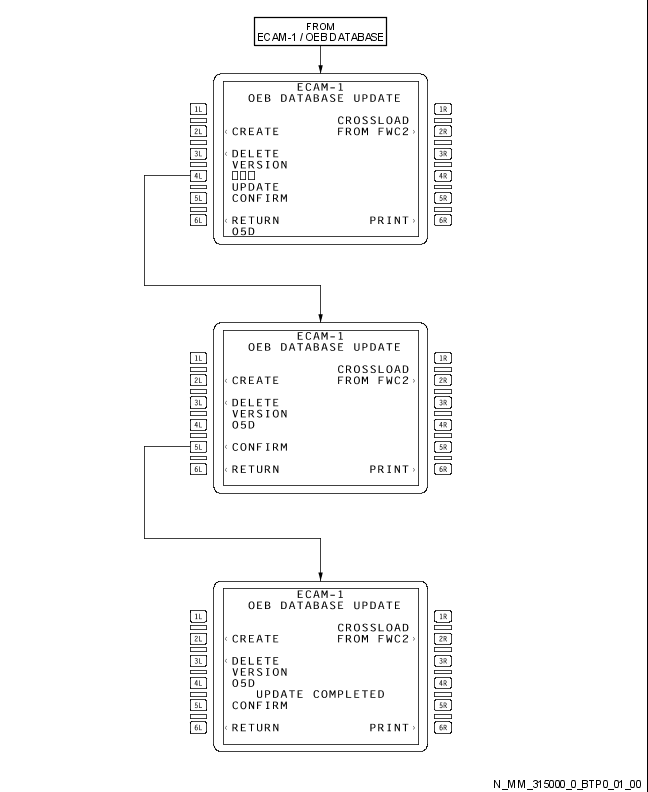 FROM
ECAM-1 / OEB DATABASE
ECAM-1
OEB DATABASE UPDATE
1L 1R
CROSSLOAD
2L ‹CREATE FROM FWC2› 2R
3L ‹DELETE 3R
VERSION
4L □□□ 4R
UPDATE
5L CONFIRM 5R
6L ‹RETURN PRINT› 6R
05D
ECAM-1
OEB DATABASE UPDATE
1L 1R
CROSSLOAD
2L ‹CREATE FROM FWC2› 2R
3L ‹DELETE 3R
VERSION
4L 05D 4R
5L ‹CONFIRM 5R
6L ‹RETURN PRINT› 6R
ECAM-1
OEB DATABASE UPDATE
1L 1R
CROSSLOAD
2L ‹CREATE FROM FWC2› 2R
3L ‹DELETE 3R
VERSION
4L 05D 4R
UPDATE COMPLETED
5L CONFIRM 5R
6L ‹RETURN PRINT› 6R
N_MM_315000_0_BTP0_01_00